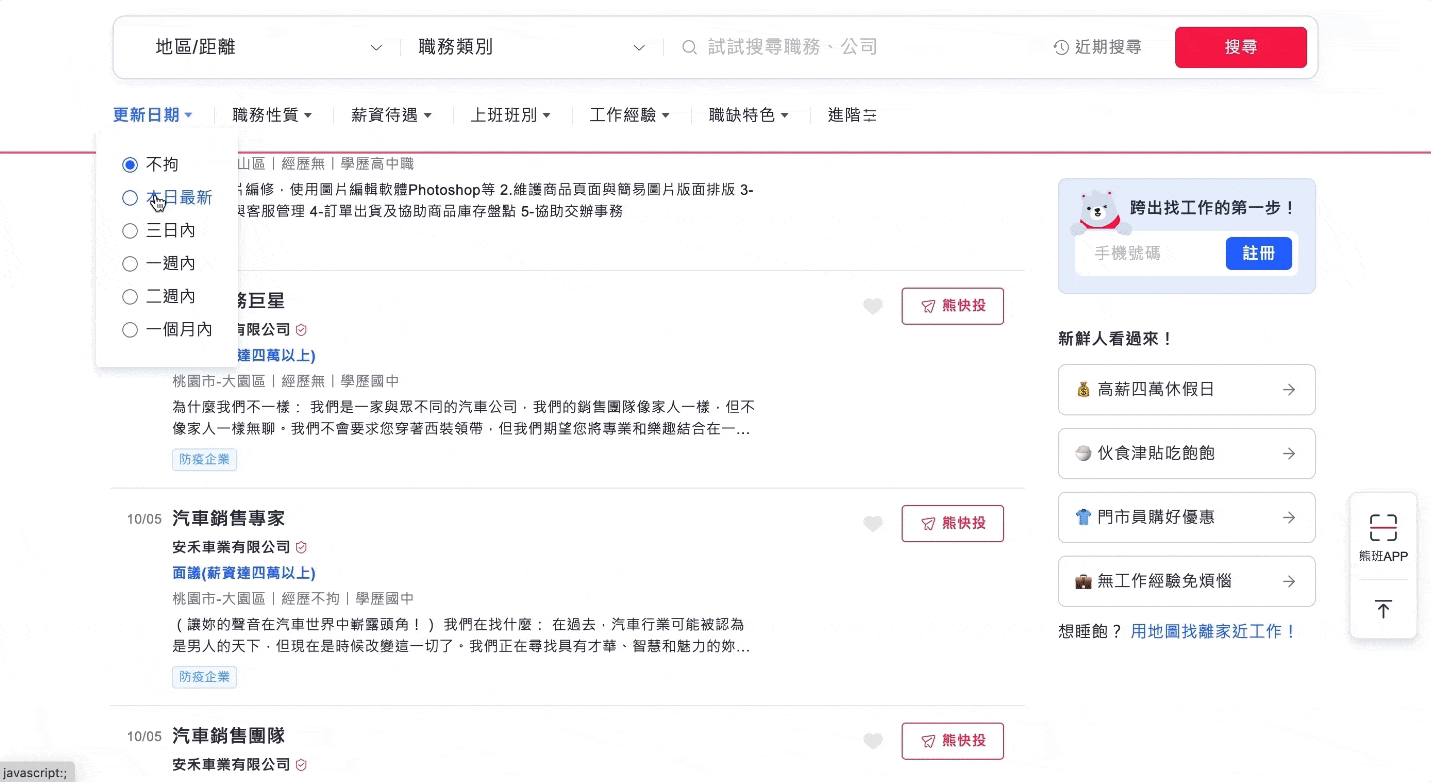 地區/距離
職務類別
試試搜尋職務、公司
近期搜尋
搜尋
更新日期
職務性質
薪資待遇
上班班別
工作經驗
職缺特色
進階
不拘
本日最新
三日內
一週內
二週內
一個月內
山區 | 經歷無 | 學歷高中職
編修，使用圖片編輯軟體Photoshop等 2.維護商品頁面與簡易圖片版面排版 3-
與客服管理 4-訂單出貨及協助商品庫存盤點 5-協助交辦事務
務巨星
有限公司
達四萬以上)
桃園市-大園區 | 經歷無 | 學歷國中
為什麼我們不一樣： 我們是一家與眾不同的汽車公司，我們的銷售團隊像家人一樣，但不
像家人一樣無聊。我們不會要求您穿著西裝領帶，但我們期望您將專業和樂趣結合在一...
防疫企業
熊快投
10/05 汽車銷售專家
安禾車業有限公司
面議(薪資達四萬以上)
桃園市-大園區 | 經歷不拘 | 學歷國中
（讓妳的聲音在汽車世界中嶄露頭角！） 我們在找什麼： 在過去，汽車行業可能被認為
是男人的天下，但現在是時候改變這一切了。我們正在尋找具有才華、智慧和魅力的妳...
防疫企業
熊快投
10/05 汽車銷售團隊
安禾車業有限公司
熊快投
跨出找工作的第一步！
手機號碼
註冊
新鮮人看過來！
高薪四萬休假日
伙食津貼吃飽飽
門市員購好優惠
無工作經驗免煩惱
想睡飽？ 用地圖找離家近工作！
熊班APP
javascript:;